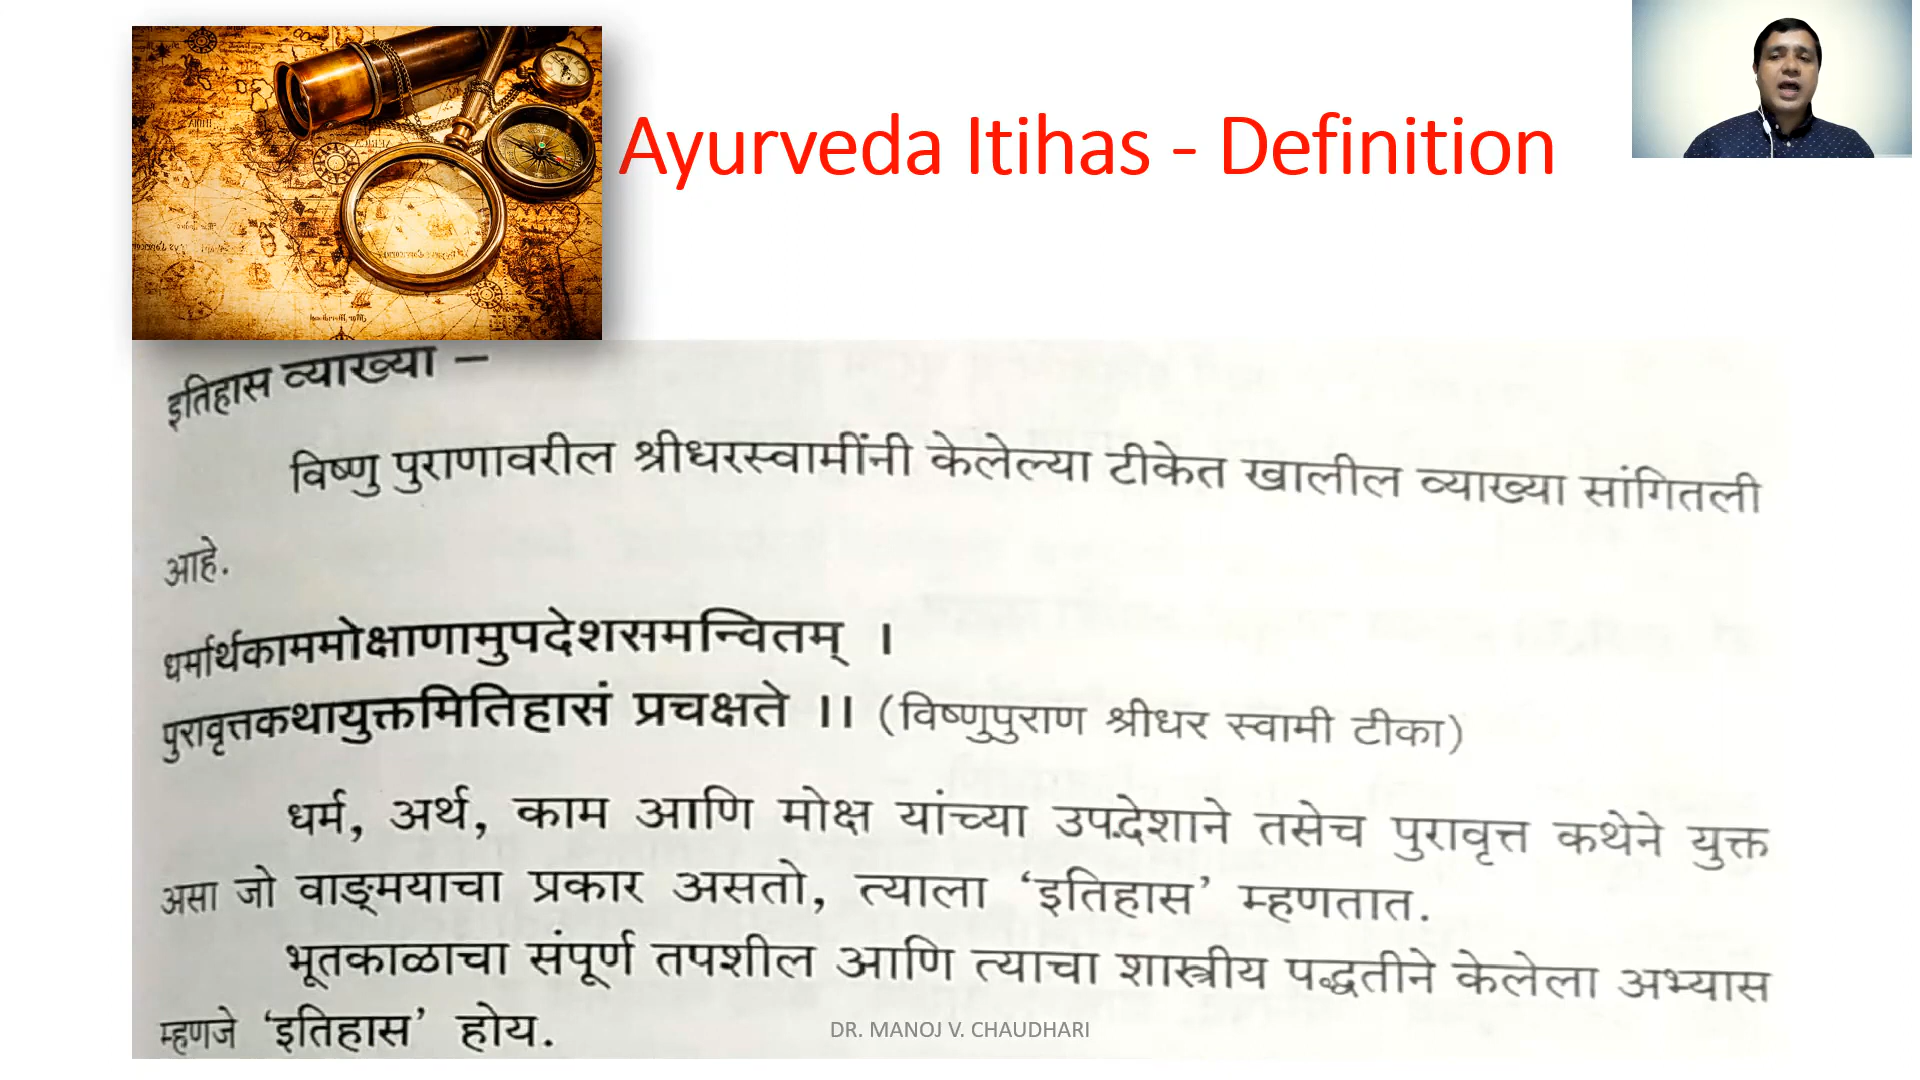 Ayurveda Itihas - Definition
इतिहास व्याख्या –
विष्णु पुराणावरील श्रीधरस्वामींनी केलेल्या टीकेत खालील व्याख्या सांगितली
आहे.
धर्मार्थकाममोक्षाणामुपदेशसमन्वितम् ।
पुरावृत्तकथायुक्तमितिहासं प्रचक्षते ।। (विष्णुपुराण श्रीधर स्वामी टीका)
धर्म, अर्थ, काम आणि मोक्ष यांच्या उपदेशाने तसेच पुरावृत्त कथेने युक्त
असा जो वाङ्मयाचा प्रकार असतो, त्याला ‘इतिहास’ म्हणतात.
भूतकाळाचा संपूर्ण तपशील आणि त्याचा शास्त्रीय पद्धतीने केलेला अभ्यास
म्हणजे ‘इतिहास’ होय.
DR. MANOJ V. CHAUDHARI